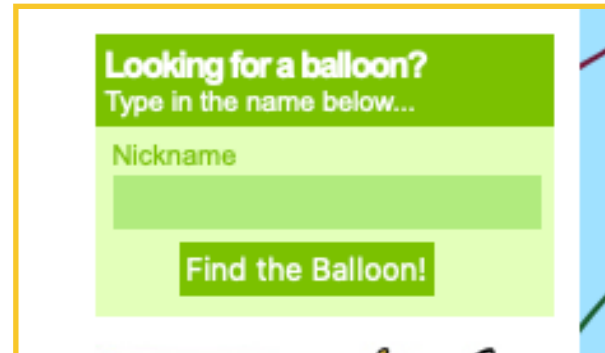 Looking for a balloon?
Type in the name below...
Nickname
Find the Balloon!